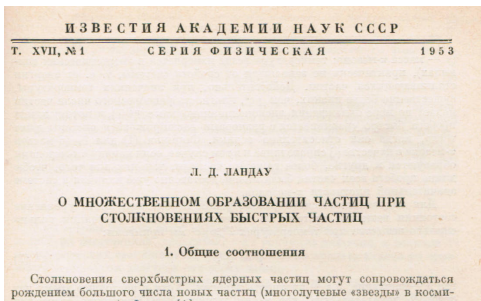 ИЗВЕСТИЯ АКАДЕМИИ НАУК СССР
Т. XVII, № 1 СЕРИЯ ФИЗИЧЕСКАЯ 1953
Л. Д. ЛАНДАУ
О МНОЖЕСТВЕННОМ ОБРАЗОВАНИИ ЧАСТИЦ ПРИ
СТОЛКНОВЕНИЯХ БЫСТРЫХ ЧАСТИЦ
1. Общие соотношения
Столкновения сверхбыстрых ядерных частиц могут сопровождаться
рождением большого числа новых частиц (многолучевые «звезды» в косми-